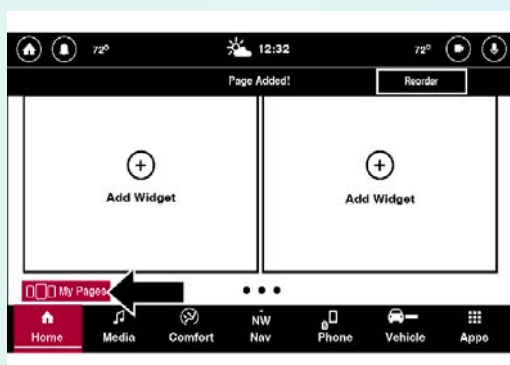 72° 12:32 72°
Page Added! Reorder
Add Widget Add Widget
My Pages
NW
Home Media Comfort Nav Phone Vehicle Apps